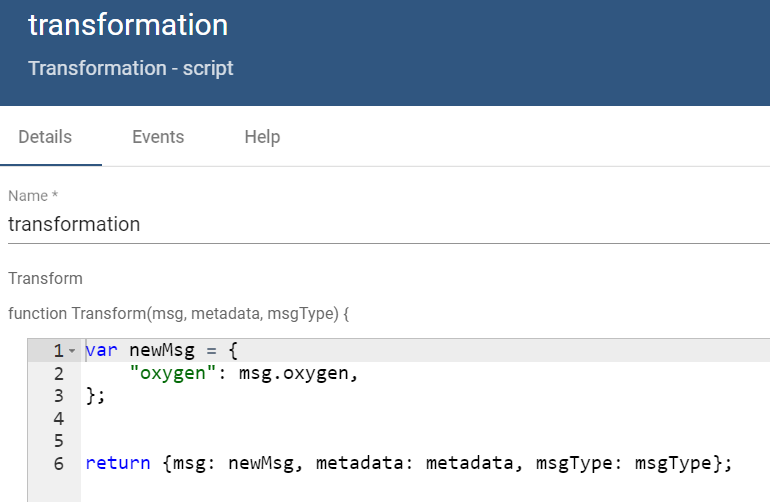 transformation
Transformation - script
Details Events Help
Name *
transformation
Transform
function Transform(msg, metadata, msgType) {
1 var newMsg = {
2 "oxygen": msg.oxygen,
3 };
4
5
6 return {msg: newMsg, metadata: metadata, msgType: msgType};